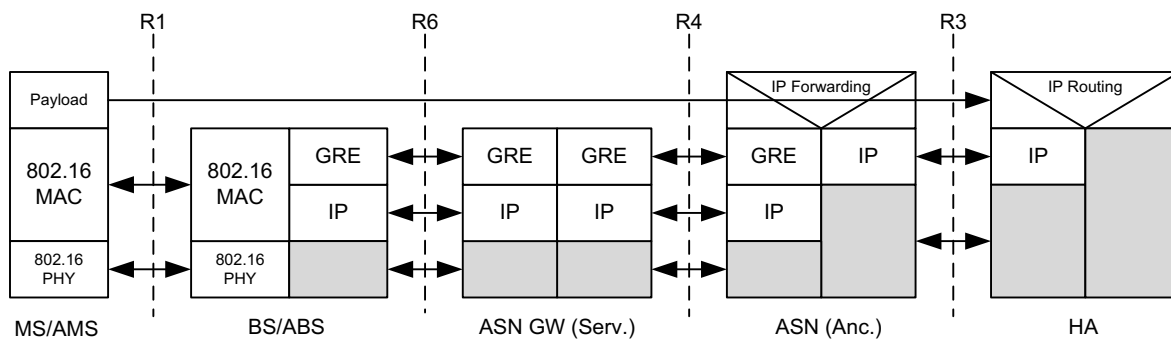 R1 R6 R4 R3
Payload
IP Forwarding
IP Routing
802.16
MAC
802.16
MAC
GRE
GRE
GRE
GRE
IP
IP
IP
IP
IP
IP
802.16
PHY
802.16
PHY
MS/AMS
BS/ABS
ASN GW (Serv.)
ASN (Anc.)
HA